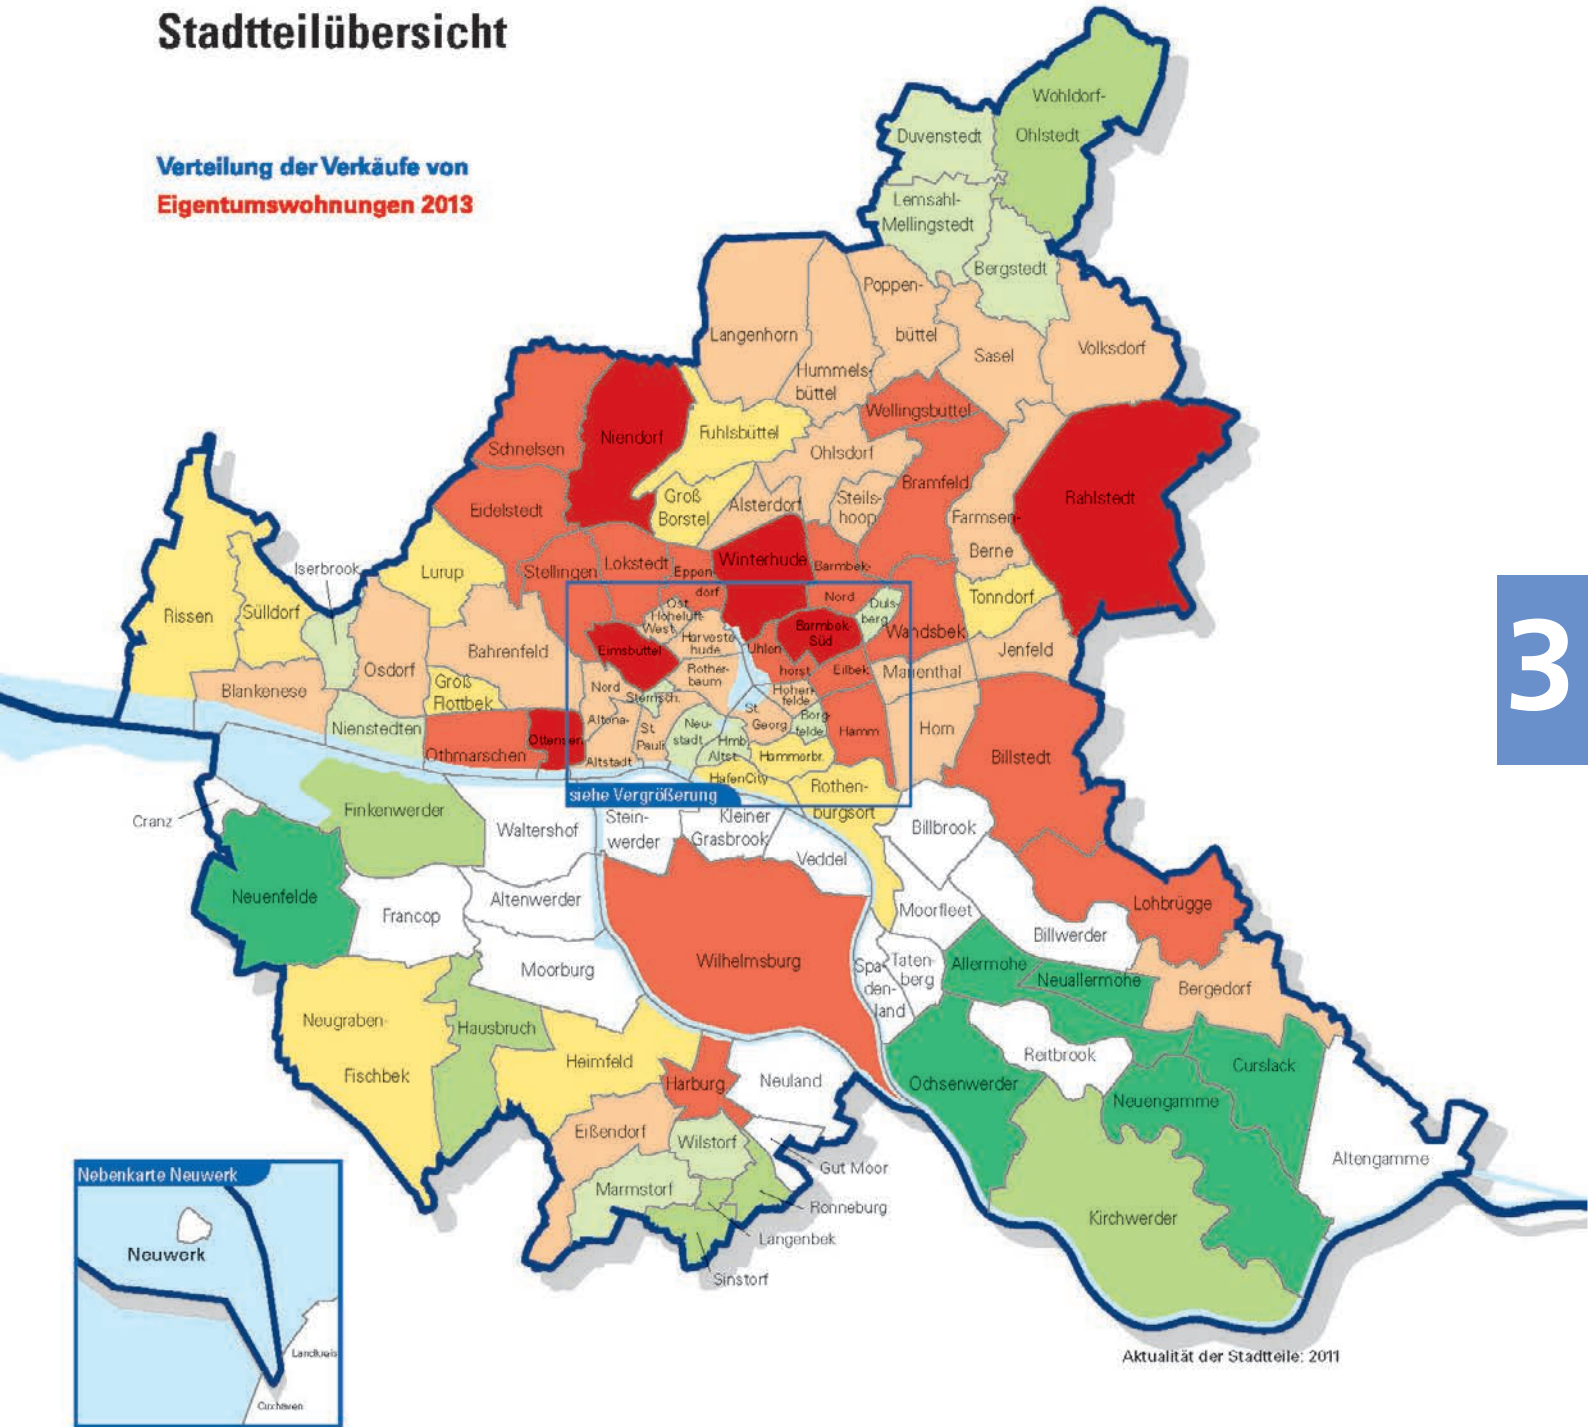 Stadtteilübersicht
Verteilung der Verkäufe von
Eigentumswohnungen 2013
Wohldorf-
Ohlstedt
Duvenstedt
Lemsahl-
Mellingstedt
Bergstedt
Poppen-
büttel
Langenhorn
Hummels-
büttel
Sasel
Volksdorf
Wellingsbüttel
Schnelsen
Niendorf
Fuhlsbüttel
Ohlsdorf
Bramfeld
Rahlstedt
Eidelstedt
Groß
Borstel
Alsterdorf
Steils-
hoop
Farmsen-
Berne
Iserbrook
Lurup
Stellingen
Lokstedt
Eppen-
dorf
Winterhude
Barmbek-
Nord
Tonndorf
Rissen
Sülldorf
Ost
Hoheluft-
West
Duls-
berg
Wandsbek
Barmbek-
Süd
Osdorf
Bahrenfeld
Eimsbüttel
Harveste-
hude
Uhlen-
horst
Eilbek
Marienthal
Jenfeld
Blankenese
Groß
Flottbek
Nord
Sternsch.
Rother-
baum
Hohen-
felde
Nienstedten
Othmarschen
Ottensen
Altona-
Altstadt
St.
Pauli
Neu-
stadt
Hmb.
Altst.
St.
Georg
Borg-
felde
Hamm
Horn
Billstedt
Hammerbr.
HafenCity
Rothen-
burgsort
siehe Vergrößerung
3
Cranz
Finkenwerder
Waltershof
Stein-
werder
Kleiner
Grasbrook
Veddel
Billbrook
Neuenfelde
Francop
Altenwerder
Moorfleet
Lohbrügge
Billwerder
Moorburg
Wilhelmsburg
Spa-
den-
land
Taten-
berg
Allermöhe
Neuallermöhe
Bergedorf
Neugraben-
Fischbek
Hausbruch
Heimfeld
Harburg
Neuland
Reitbrook
Curslack
Ochsenwerder
Neuengamme
Eißendorf
Wilstorf
Gut Moor
Altengamme
Marmstorf
Rönneburg
Langenbek
Sinstorf
Kirchwerder
Nebenkarte Neuwerk
Neuwerk
Landkreis
Cuxhaven
Aktualität der Stadtteile: 2011